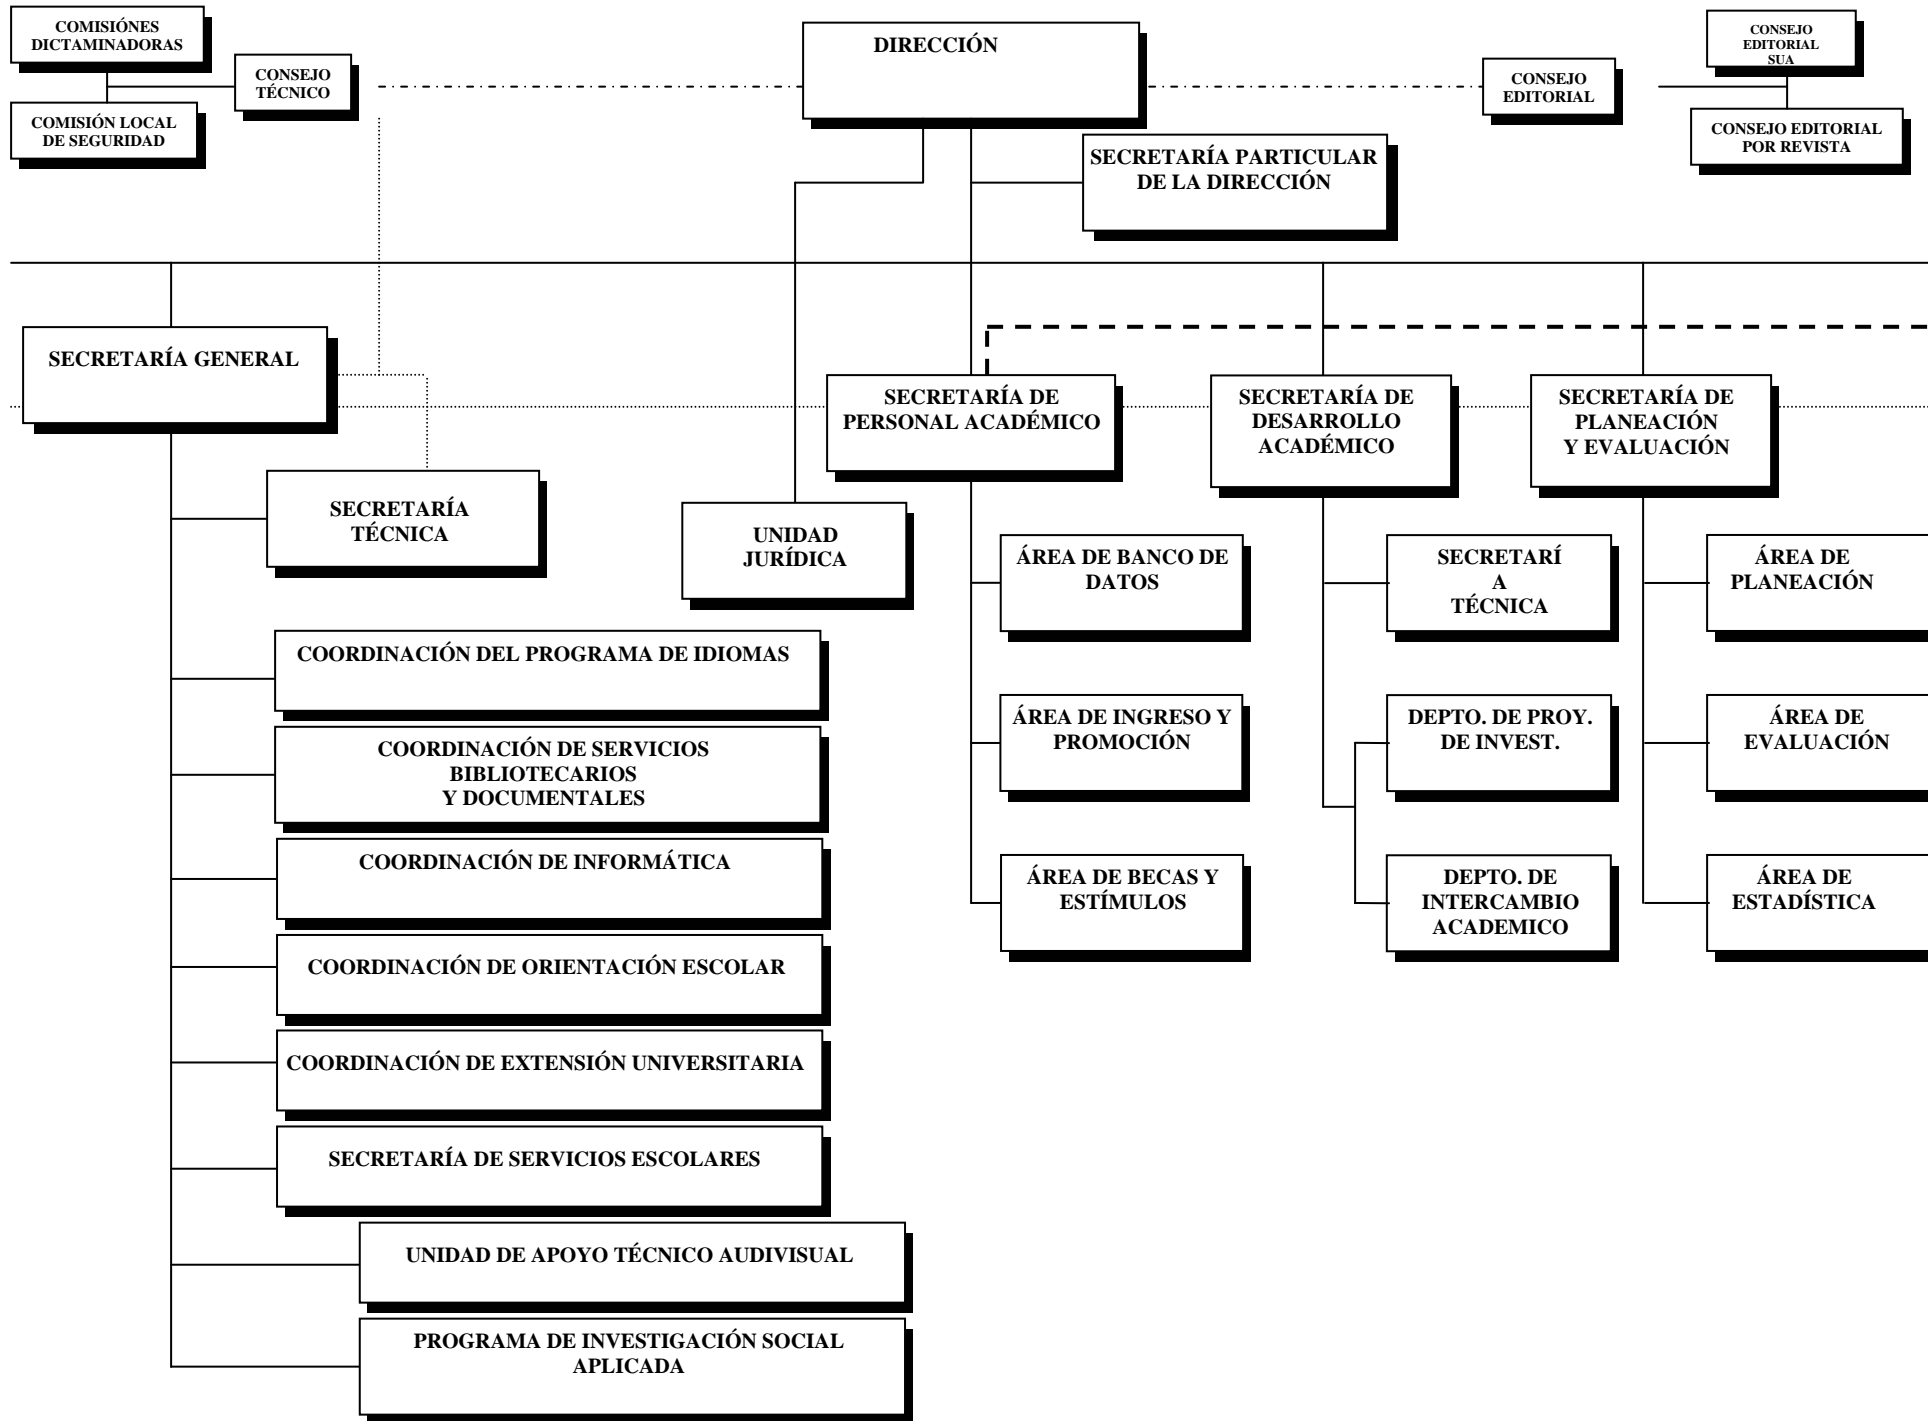 COMISIÓNES
DICTAMINADORAS
CONSEJO
TÉCNICO
COMISIÓN LOCAL
DE SEGURIDAD
DIRECCIÓN
CONSEJO
EDITORIAL
CONSEJO
EDITORIAL
SUA
CONSEJO EDITORIAL
POR REVISTA
SECRETARÍA PARTICULAR
DE LA DIRECCIÓN
SECRETARÍA GENERAL
SECRETARÍA
TÉCNICA
COORDINACIÓN DEL PROGRAMA DE IDIOMAS
COORDINACIÓN DE SERVICIOS
BIBLIOTECARIOS
Y DOCUMENTALES
COORDINACIÓN DE INFORMÁTICA
COORDINACIÓN DE ORIENTACIÓN ESCOLAR
COORDINACIÓN DE EXTENSIÓN UNIVERSITARIA
SECRETARÍA DE SERVICIOS ESCOLARES
UNIDAD DE APOYO TÉCNICO AUDIVISUAL
PROGRAMA DE INVESTIGACIÓN SOCIAL
APLICADA
UNIDAD
JURÍDICA
SECRETARÍA DE
PERSONAL ACADÉMICO
ÁREA DE BANCO DE
DATOS
ÁREA DE INGRESO Y
PROMOCIÓN
ÁREA DE BECAS Y
ESTÍMULOS
SECRETARÍA DE
DESARROLLO
ACADÉMICO
SECRETARÍ
A
TÉCNICA
DEPTO. DE PROY.
DE INVEST.
DEPTO. DE
INTERCAMBIO
ACADEMICO
SECRETARÍA DE
PLANEACIÓN
Y EVALUACIÓN
ÁREA DE
PLANEACIÓN
ÁREA DE
EVALUACIÓN
ÁREA DE
ESTADÍSTICA